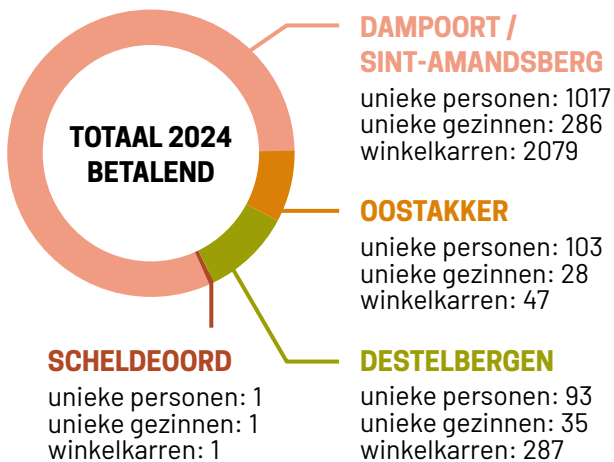 TOTAAL 2024
BETALEND
DAMPOORT /
SINT-AMANDSBERG
unieke personen: 1017
unieke gezinnen: 286
winkelkarren: 2079
OOSTAKKER
unieke personen: 103
unieke gezinnen: 28
winkelkarren: 47
SCHELDEOORD
unieke personen: 1
unieke gezinnen: 1
winkelkarren: 1
DESTELBERGEN
unieke personen: 93
unieke gezinnen: 35
winkelkarren: 287